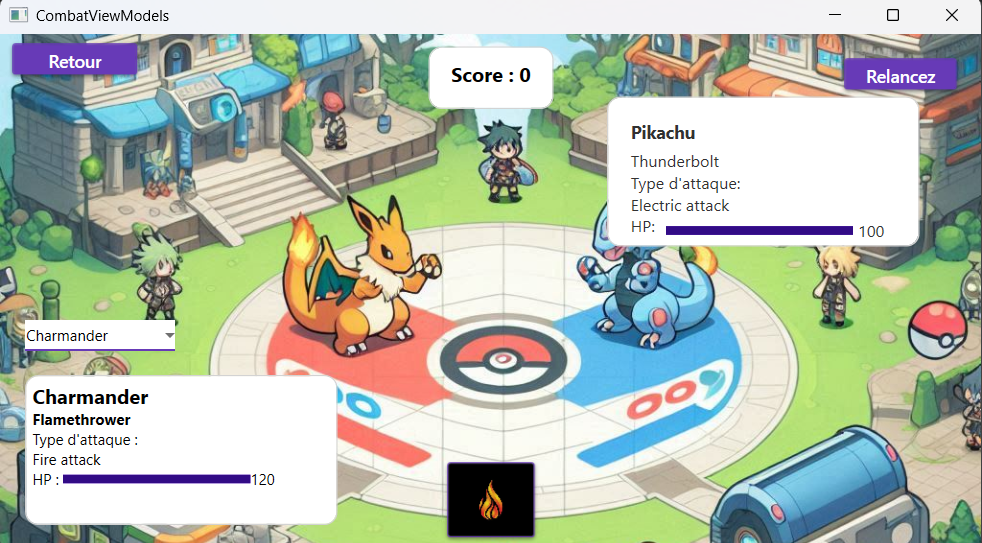 CombatViewModels
Retour
Score : 0
Relancez
Pikachu
Thunderbolt
Type d'attaque:
Electric attack
HP: 100
Charmander
Charmander
Flamethrower
Type d'attaque :
Fire attack
HP : 120